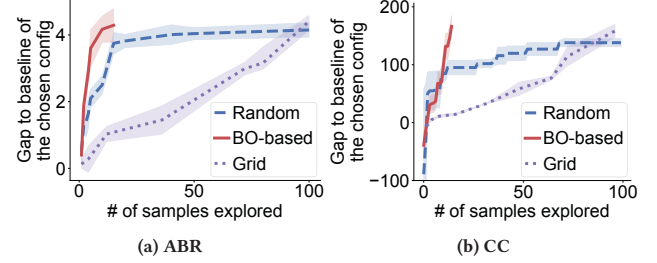 Gap to baseline of
the chosen config
4
2
0
0
50
100
# of samples explored
Random
BO-based
Grid
(a) ABR
Gap to baseline of
the chosen config
200
100
0
−100
0
50
100
# of samples explored
Random
BO-based
Grid
(b) CC